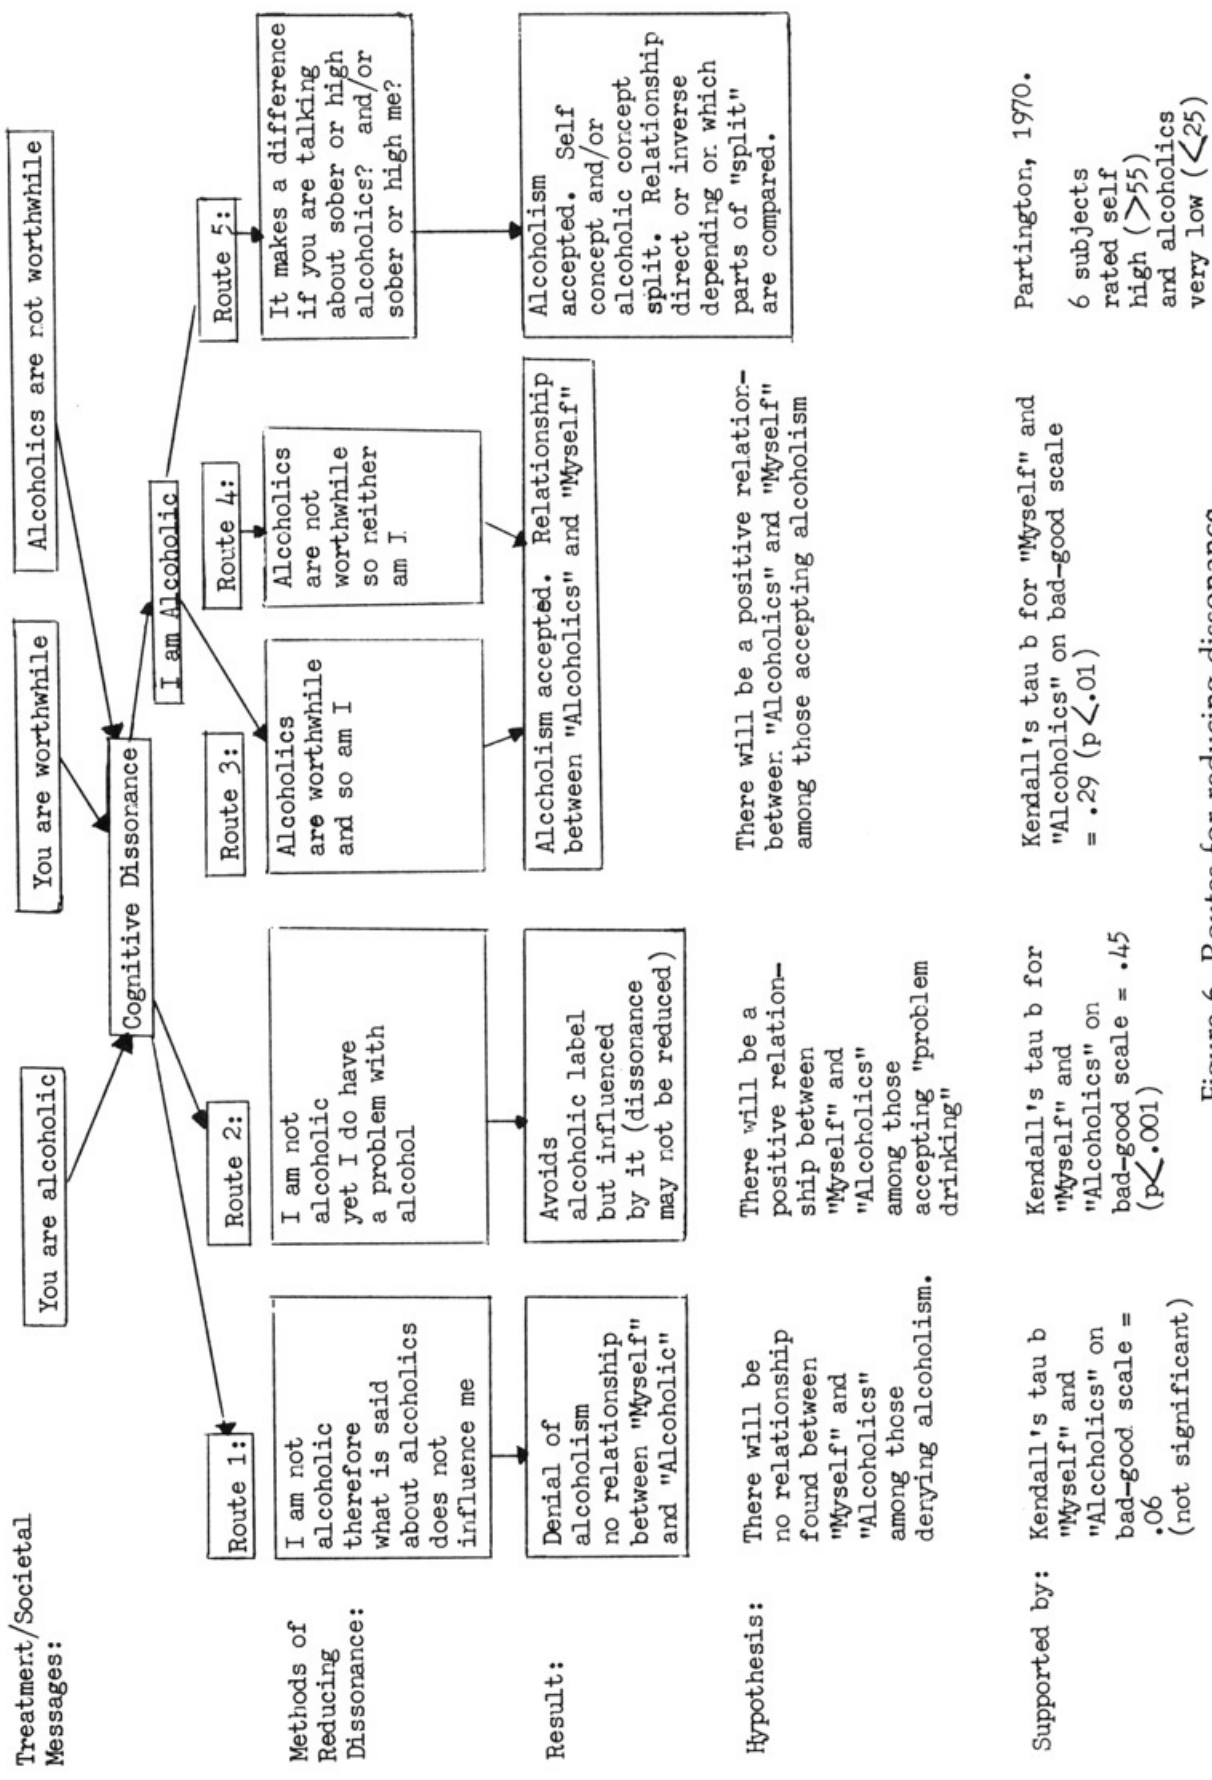 Treatment/Societal
Messages:
You are alcoholic
You are worthwhile
Alcoholics are not worthwhile
Cognitive Dissonance
I am Alcoholic
Route 1:
Route 2:
Route 3:
Route 4:
Route 5:
Methods of
Reducing
Dissonance:
I am not
alcoholic
therefore
what is said
about alcoholics
does not
influence me
I am not
alcoholic
yet I do have
a problem with
alcohol
Alcoholics
are worthwhile
and so am I
Alcoholics
are not
worthwhile
so neither
am I
It makes a difference
if you are talking
about sober or high
alcoholics? and/or
sober or high me?
Result:
Denial of
alcoholism
no relationship
between "Myself"
and "Alcoholic"
Avoids
alcoholic label
but influenced
by it (dissonance
may not be reduced)
Alcoholism accepted. Relationship
between "Alcoholics" and "Myself"
Alcoholism
accepted. Self
concept and/or
alcoholic concept
split. Relationship
direct or inverse
depending on which
parts of "split"
are compared.
Hypothesis:
There will be
no relationship
found between
"Myself" and
"Alcoholics"
among those
denying alcoholism.
There will be a
positive relation-
ship between
"Myself" and
"Alcoholics"
among those
accepting "problem
drinking"
There will be a positive relation-
between "Alcoholics" and "Myself"
among those accepting alcoholism
Supported by:
Kendall's tau b
"Myself" and
"Alccholics" on
bad-good scale =
.06
(not significant)
Kendall's tau b for
"Myself" and
"Alcoholics" on
bad-good scale = .45
(p<.001)
Kendall's tau b for "Myself" and
"Alcoholics" on bad-good scale
= .29 (p<.01)
Partington, 1970.
6 subjects
rated self
high (>55)
and alcoholics
very low (<25)
Figure 6. Routes for reducing dissonance